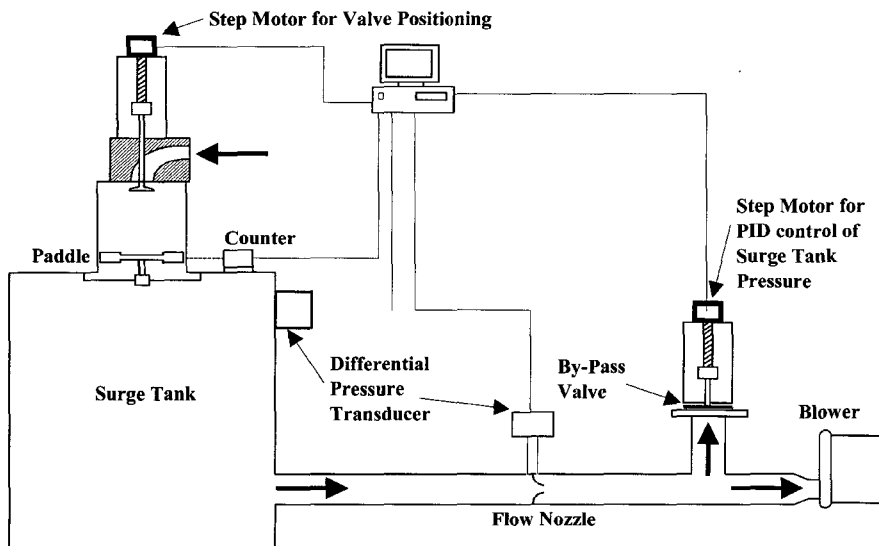 Step Motor for Valve Positioning
Paddle
Counter
Step Motor for
PID control of
Surge Tank
Pressure
Differential
Pressure
Transducer
By-Pass
Valve
Surge Tank
Blower
Flow Nozzle